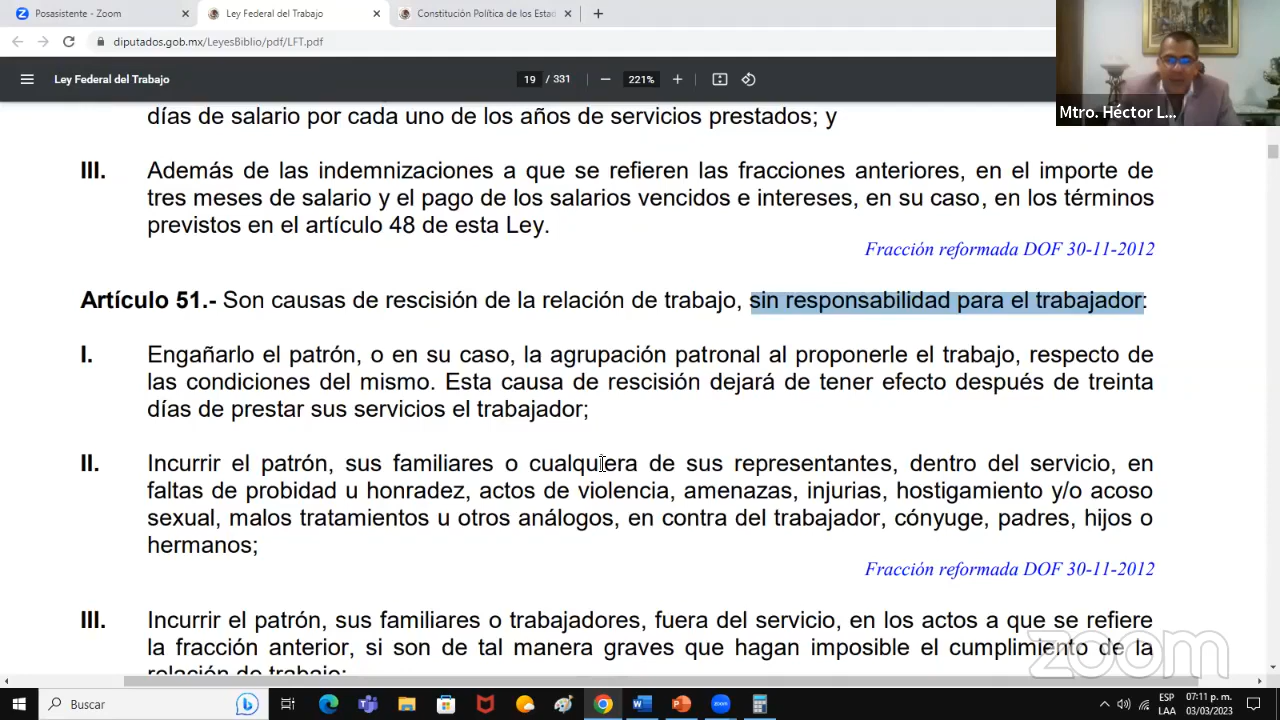 Posasistente - Zoom
Ley Federal del Trabajo
Constitución Política de los Estad
diputados.gob.mx/LeyesBiblio/pdf/LFT.pdf
Ley Federal del Trabajo
19 / 331
221%
Mtro. Héctor L...
días de salario por cada uno de los años de servicios prestados; y
III. Además de las indemnizaciones a que se refieren las fracciones anteriores, en el importe de
tres meses de salario y el pago de los salarios vencidos e intereses, en su caso, en los términos
previstos en el artículo 48 de esta Ley.
Fracción reformada DOF 30-11-2012
Artículo 51.- Son causas de rescisión de la relación de trabajo, sin responsabilidad para el trabajador:
I. Engañarlo el patrón, o en su caso, la agrupación patronal al proponerle el trabajo, respecto de
las condiciones del mismo. Esta causa de rescisión dejará de tener efecto después de treinta
días de prestar sus servicios el trabajador;
II. Incurrir el patrón, sus familiares o cualquiera de sus representantes, dentro del servicio, en
faltas de probidad u honradez, actos de violencia, amenazas, injurias, hostigamiento y/o acoso
sexual, malos tratamientos u otros análogos, en contra del trabajador, cónyuge, padres, hijos o
hermanos;
Fracción reformada DOF 30-11-2012
III. Incurrir el patrón, sus familiares o trabajadores, fuera del servicio, en los actos a que se refiere
la fracción anterior, si son de tal manera graves que hagan imposible el cumplimiento de la
relación de trabajo;
zoom
Buscar
ESP
LAA
07:11 p. m.
03/03/2023